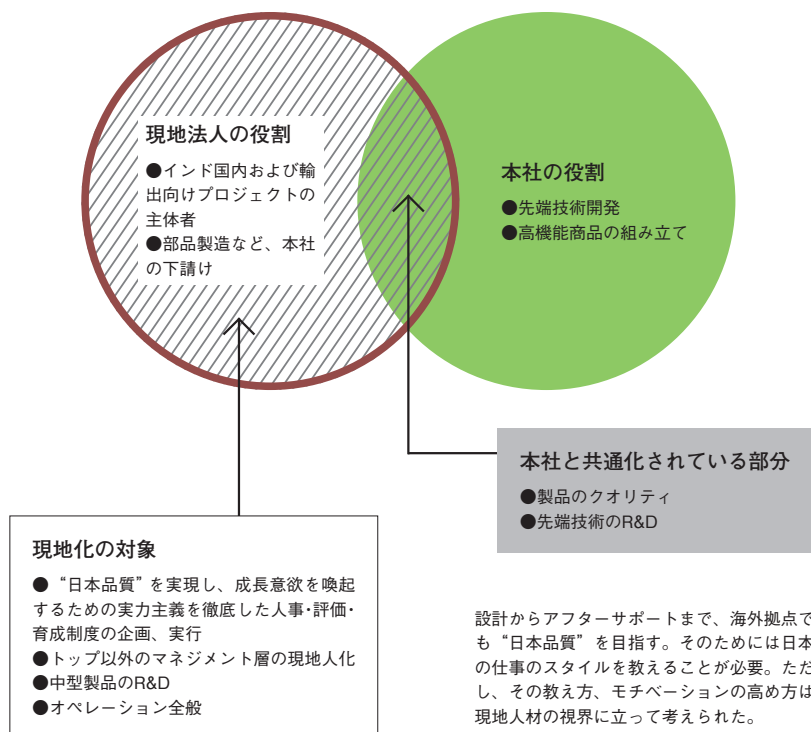 現地法人の役割
●インド国内および輸
出向けプロジェクトの
主体者
●部品製造など、本社
の下請け
本社の役割
●先端技術開発
●高機能商品の組み立て
本社と共通化されている部分
●製品のクオリティ
●先端技術のR&D
現地化の対象
● “日本品質”を実現し、成長意欲を喚起
するための実力主義を徹底した人事・評価・
育成制度の企画、実行
●トップ以外のマネジメント層の現地人化
●中型製品のR&D
●オペレーション全般
設計からアフターサポートまで、海外拠点で
も“日本品質”を目指す。そのためには日本
の仕事のスタイルを教えることが必要。ただ
し、その教え方、モチベーションの高め方は
現地人材の視界に立って考えられた。